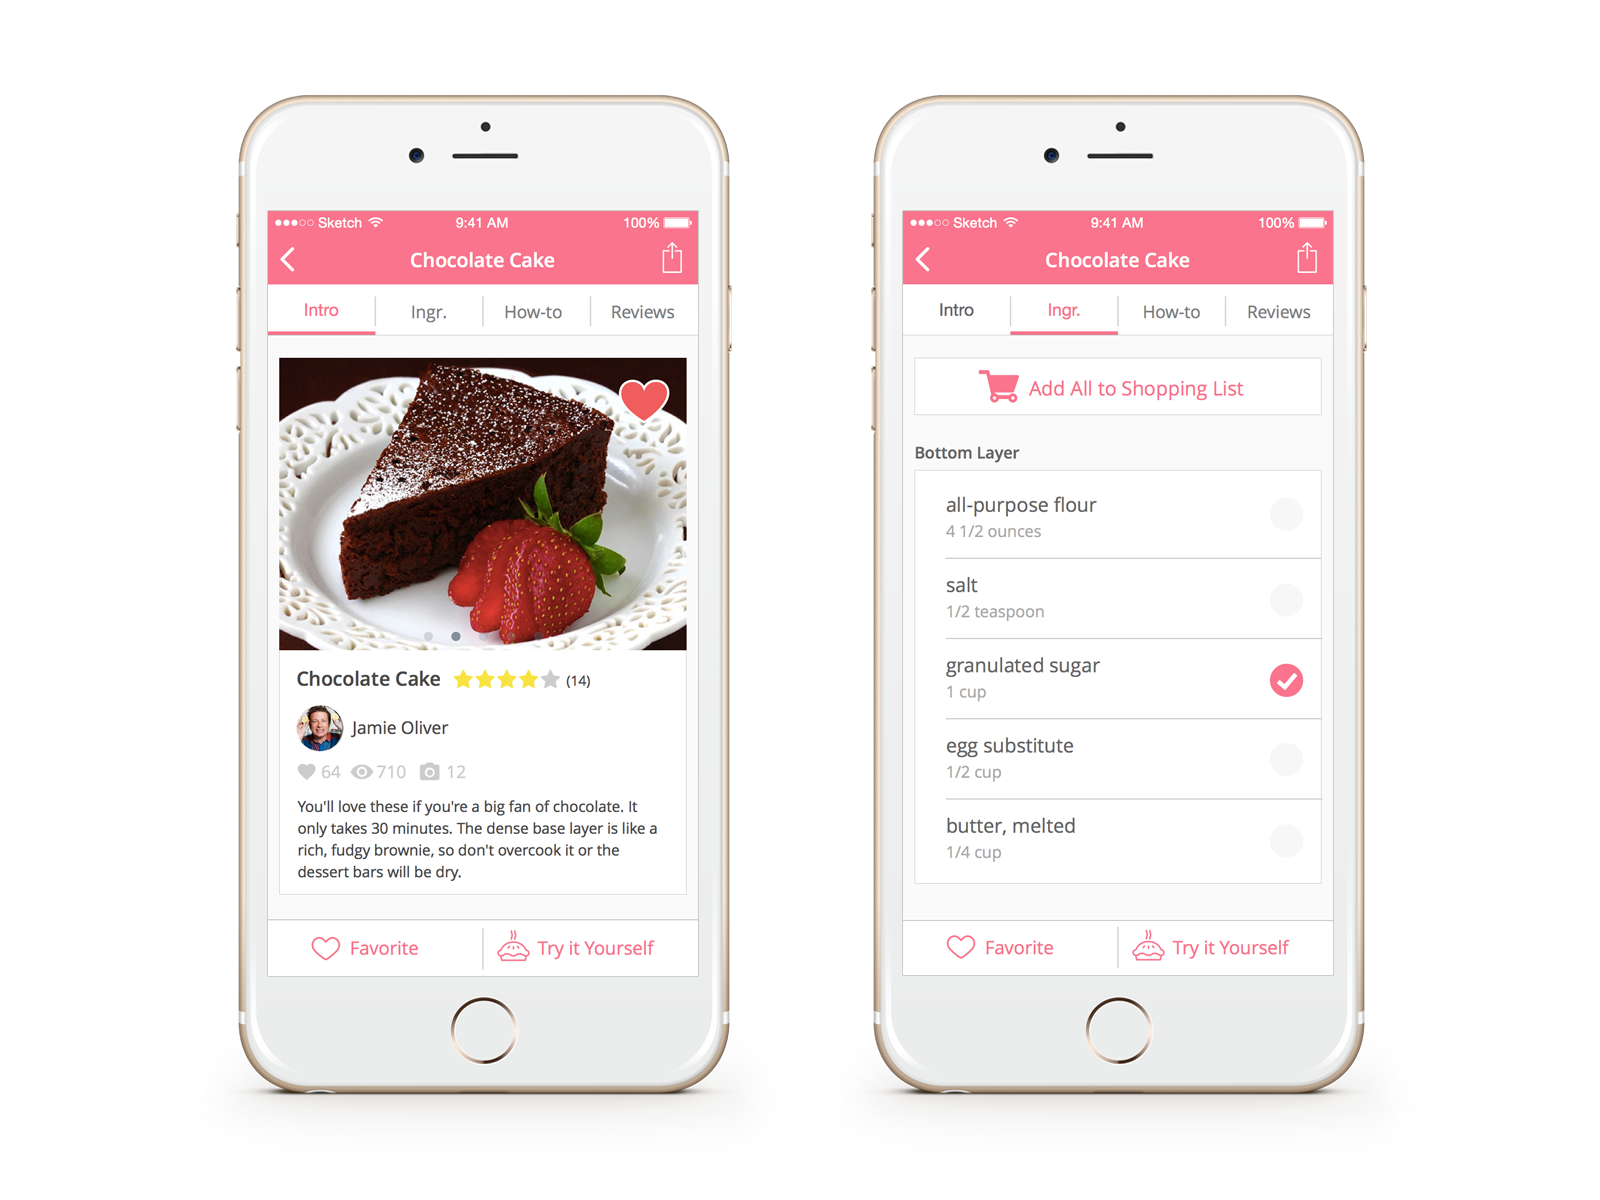 Sketch 9:41 AM 100%
Chocolate Cake
Intro Ingr. How-to Reviews
Chocolate Cake (14)
Jamie Oliver
64 710 12
You'll love these if you're a big fan of chocolate. It
only takes 30 minutes. The dense base layer is like a
rich, fudgy brownie, so don't overcook it or the
dessert bars will be dry.
Favorite Try it Yourself
Sketch 9:41 AM 100%
Chocolate Cake
Intro Ingr. How-to Reviews
Add All to Shopping List
Bottom Layer
all-purpose flour
4 1/2 ounces
salt
1/2 teaspoon
granulated sugar
1 cup
egg substitute
1/2 cup
butter, melted
1/4 cup
Favorite Try it Yourself